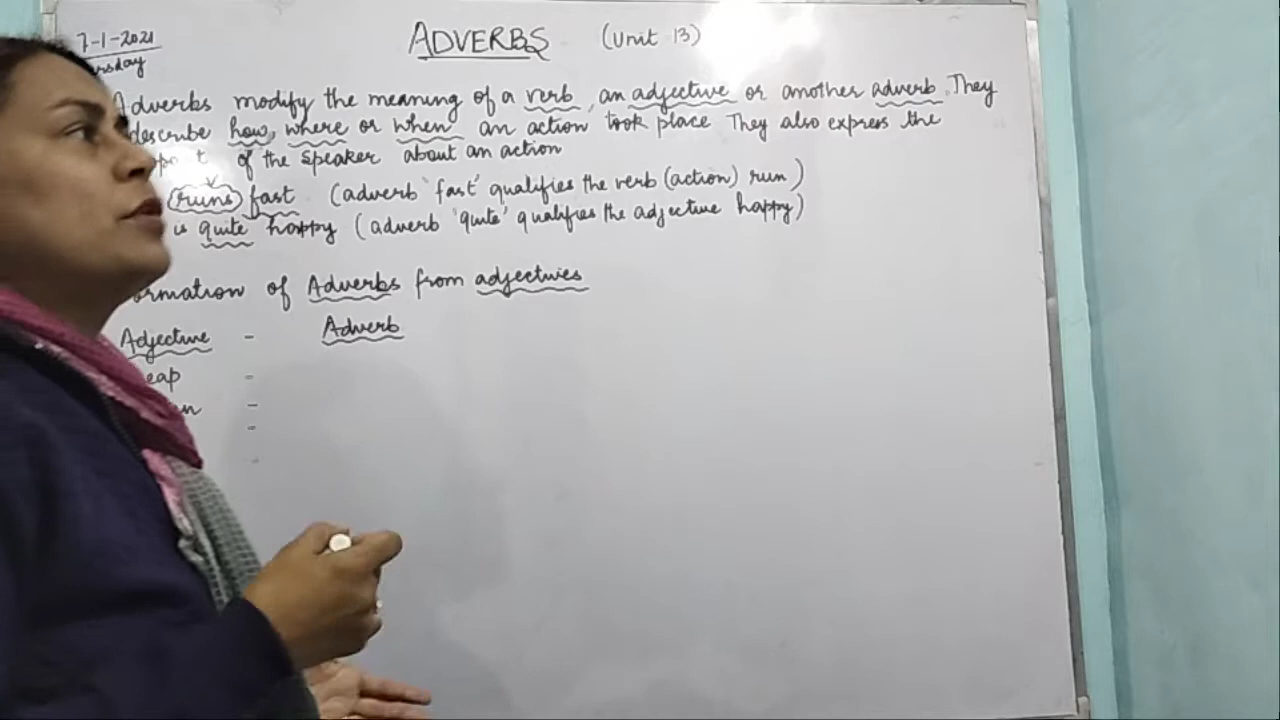 7-1-2021
ADVERBS (Unit 13)
Adverbs modify the meaning of a verb, an adjective or another adverb. They
describe how, where or when an action took place They also express the
of the speaker about an action
runs fast (adverb 'fast' qualifies the verb (action) run)
is quite happy (adverb 'quite' qualifies the adjective happy)
ormation of Adverbs from adjectives
Adjective - Adverb
eap -
-
-
-